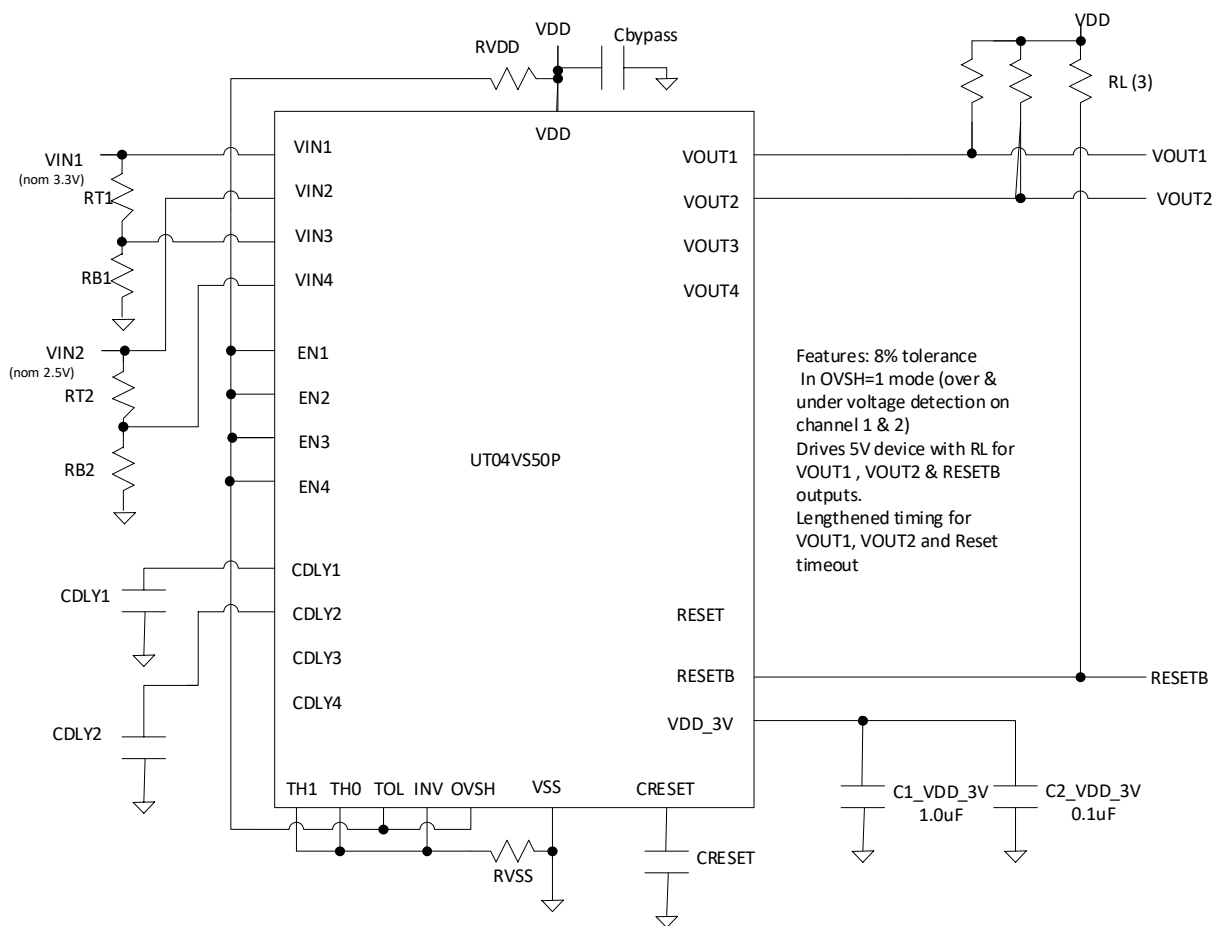 VDD
Cbypass
RVDD
VDD
RL (3)
VDD
VIN1
(nom 3.3V)
RT1
RB1
VIN2
(nom 2.5V)
RT2
RB2
CDLY1
CDLY2
VIN1
VIN2
VIN3
VIN4
EN1
EN2
EN3
EN4
CDLY1
CDLY2
CDLY3
CDLY4
UT04VS50P
VOUT1
VOUT2
VOUT3
VOUT4
RESET
RESETB
VDD_3V
TH1 TH0 TOL INV OVSH VSS CRESET
VOUT1
VOUT2
Features: 8% tolerance
In OVSH=1 mode (over &
under voltage detection on
channel 1 & 2)
Drives 5V device with RL for
VOUT1 , VOUT2 & RESETB
outputs.
Lengthened timing for
VOUT1, VOUT2 and Reset
timeout
RESETB
C1_VDD_3V
1.0uF
C2_VDD_3V
0.1uF
RVSS
CRESET